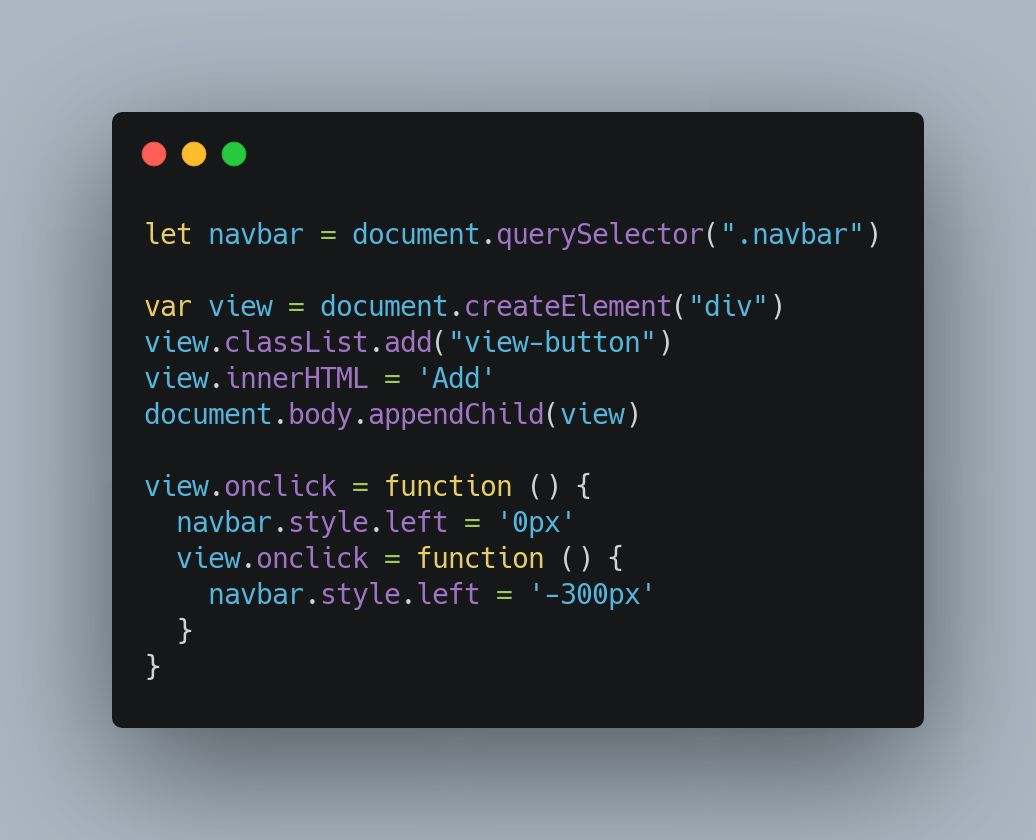 let navbar = document.querySelector(".navbar")
var view = document.createElement("div")
view.classList.add("view-button")
view.innerHTML = 'Add'
document.body.appendChild(view)
view.onclick = function () {
  navbar.style.left = '0px'
  view.onclick = function () {
    navbar.style.left = '-300px'
  }
}